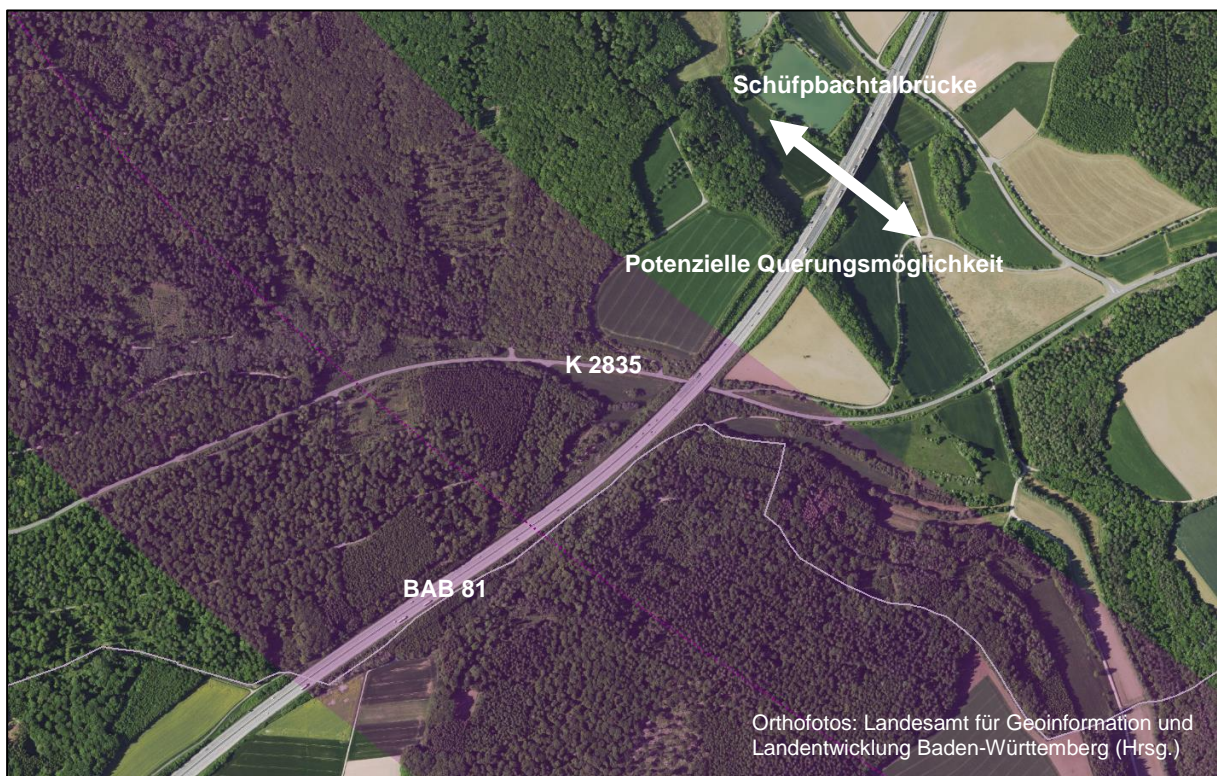 Schüfpbachtalbrücke
Potenzielle Querungsmöglichkeit
K 2835
BAB 81
Orthofotos: Landesamt für Geoinformation und
Landentwicklung Baden-Württemberg (Hrsg.)